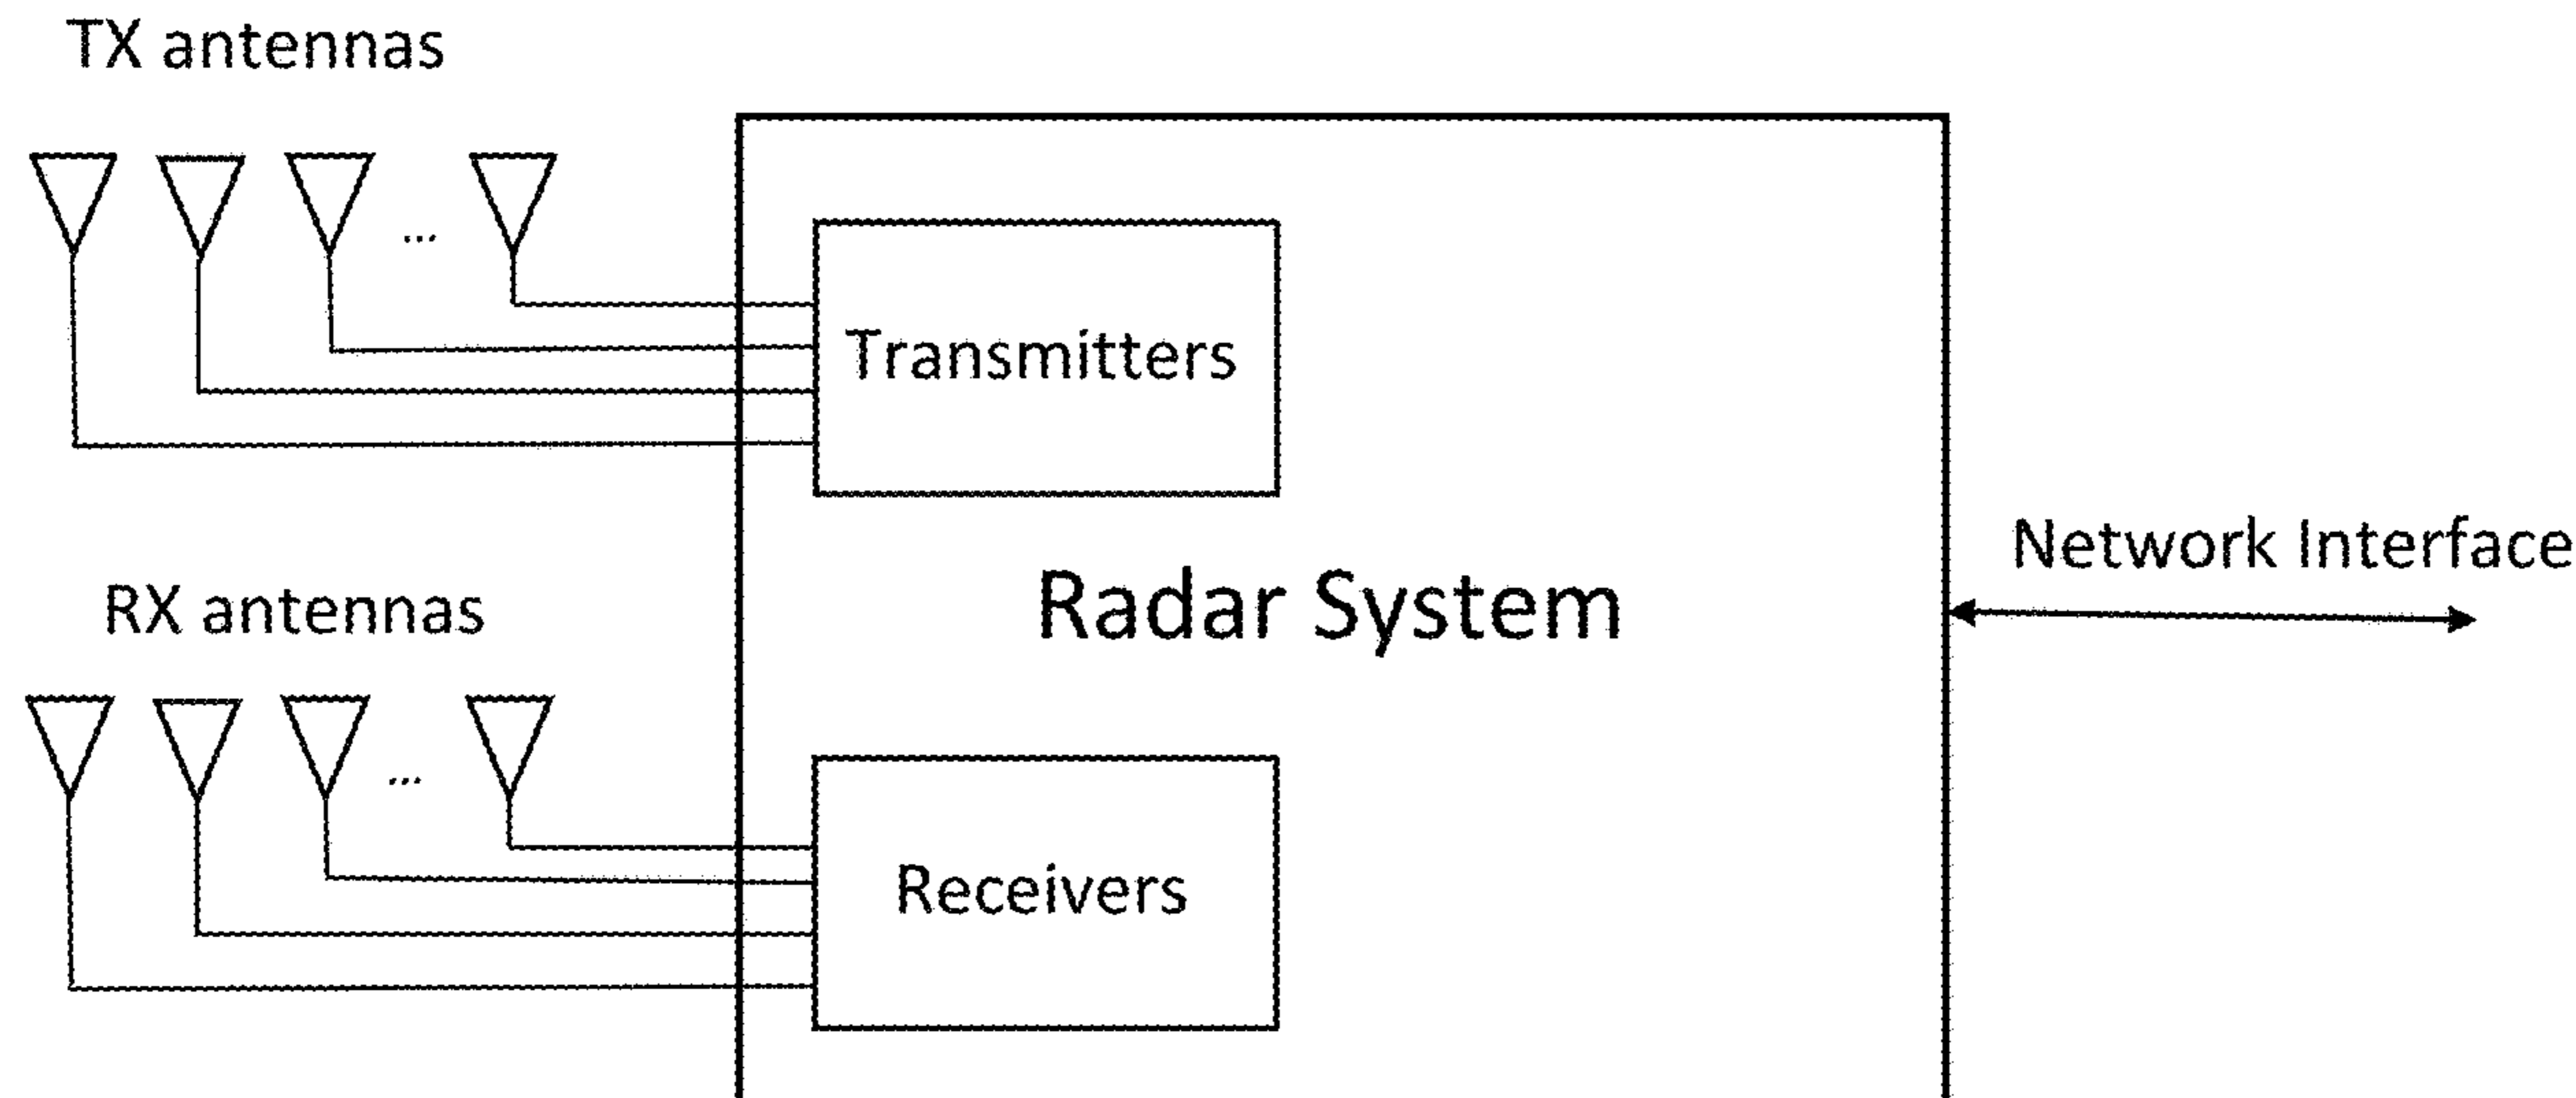 TX antennas
...
Transmitters
Network Interface
Radar System
RX antennas
...
Receivers